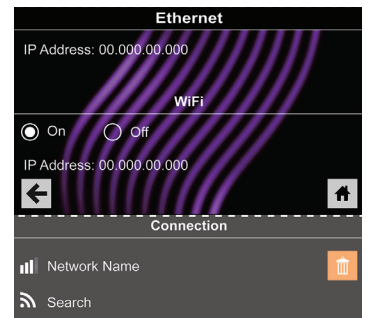 Ethernet
IP Address: 00.000.00.000
WiFi
On Off
IP Address: 00.000.00.000
Connection
Network Name
Search